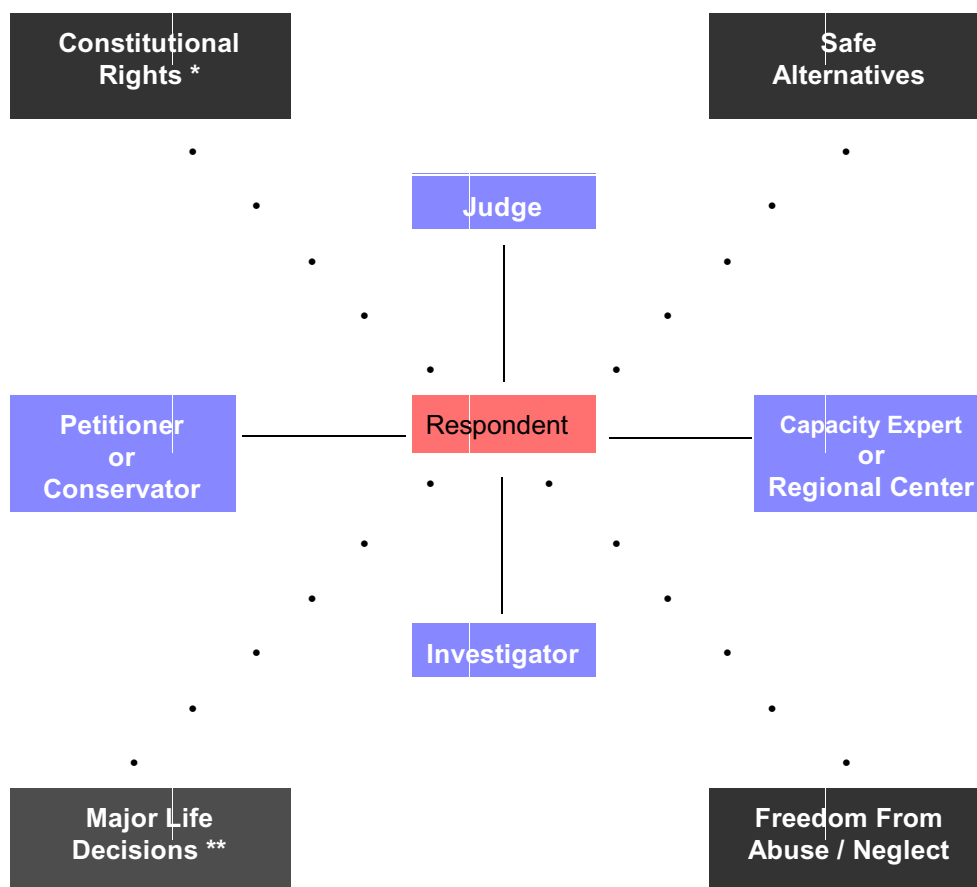 Constitutional
Rights *
Safe
Alternatives
Judge
Petitioner
or
Conservator
Respondent
Capacity Expert
or
Regional Center
Investigator
Major Life
Decisions **
Freedom From
Abuse / Neglect